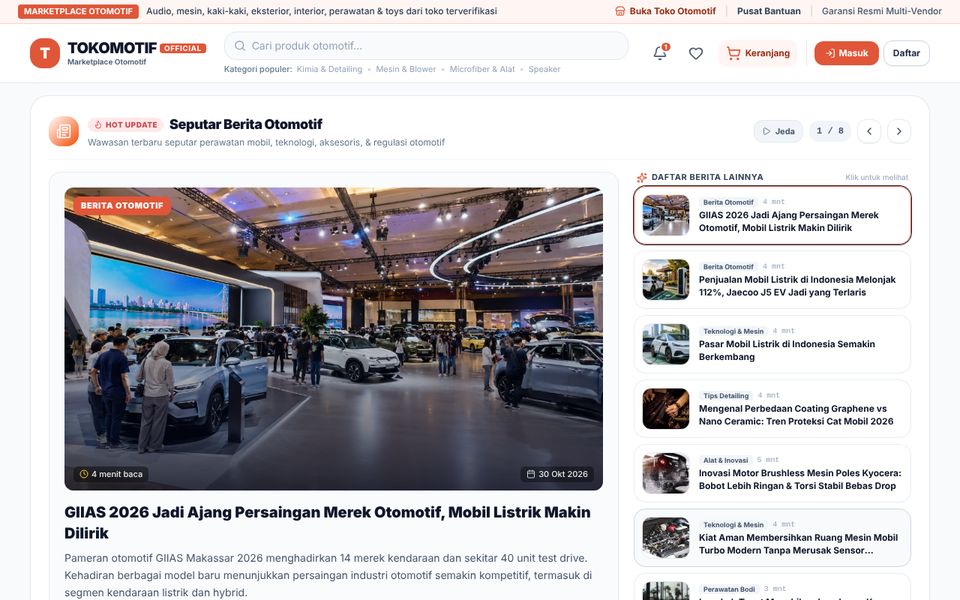 MARKETPLACE OTOMOTIF Audio, mesin, kaki-kaki, eksterior, interior, perawatan & toys dari toko terverifikasi
Buka Toko Otomotif Pusat Bantuan Garansi Resmi Multi-Vendor
T
TOKOMOTIF OFFICIAL
Marketplace Otomotif
Cari produk otomotif...
Kategori populer: Kimia & Detailing • Mesin & Blower • Microfiber & Alat • Speaker
1
Keranjang
Masuk
Daftar
HOT UPDATE Seputar Berita Otomotif
Wawasan terbaru seputar perawatan mobil, teknologi, aksesoris, & regulasi otomotif
Jeda
1 / 8
BERITA OTOMOTIF
4 menit baca
30 Okt 2026
GIIAS 2026 Jadi Ajang Persaingan Merek Otomotif, Mobil Listrik Makin
Dilirik
Pameran otomotif GIIAS Makassar 2026 menghadirkan 14 merek kendaraan dan sekitar 40 unit test drive.
Kehadiran berbagai model baru menunjukkan persaingan industri otomotif semakin kompetitif, termasuk di
segmen kendaraan listrik dan hybrid.
DAFTAR BERITA LAINNYA Klik untuk melihat
Berita Otomotif 4 mnt
GIIAS 2026 Jadi Ajang Persaingan Merek
Otomotif, Mobil Listrik Makin Dilirik
Berita Otomotif 4 mnt
Penjualan Mobil Listrik di Indonesia Melonjak
112%, Jaecoo J5 EV Jadi yang Terlaris
Teknologi & Mesin 4 mnt
Pasar Mobil Listrik di Indonesia Semakin
Berkembang
Tips Detailing 4 mnt
Mengenal Perbedaan Coating Graphene vs
Nano Ceramic: Tren Proteksi Cat Mobil 2026
Alat & Inovasi 5 mnt
Inovasi Motor Brushless Mesin Poles Kyocera:
Bobot Lebih Ringan & Torsi Stabil Bebas Drop
Teknologi & Mesin 4 mnt
Kiat Aman Membersihkan Ruang Mesin Mobil
Turbo Modern Tanpa Merusak Sensor...
Perawatan Bodi 3 mnt